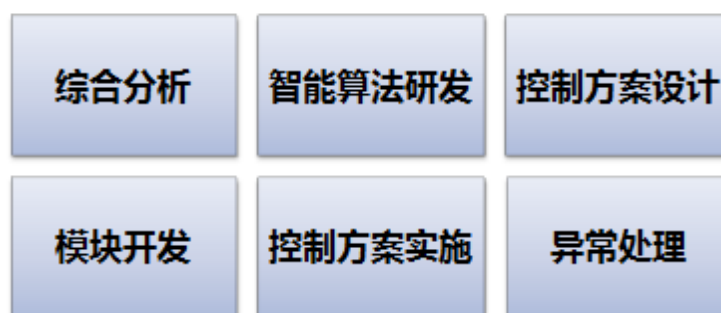 综合分析
智能算法研发
控制方案设计
模块开发
控制方案实施
异常处理